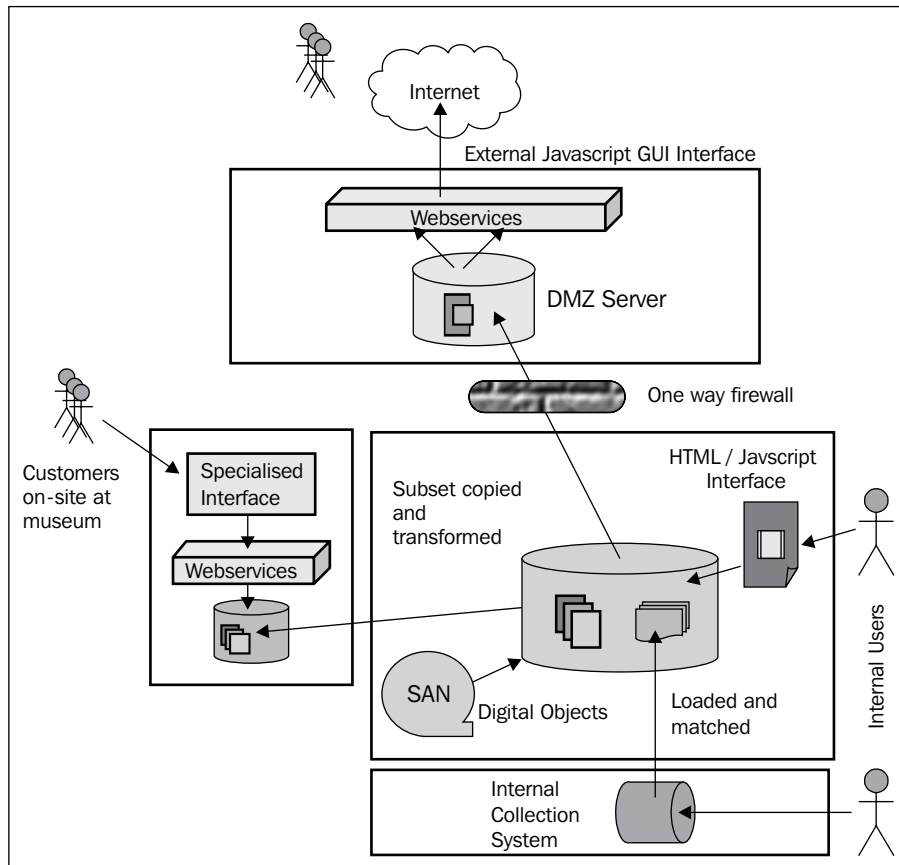 Internet
External Javascript GUI Interface
Webservices
DMZ Server
One way firewall
Customers
on-site at
museum
Specialised
Interface
Webservices
Subset copied
and
transformed
HTML / Javscript
Interface
SAN
Digital Objects
Loaded and
matched
Internal Users
Internal
Collection
System